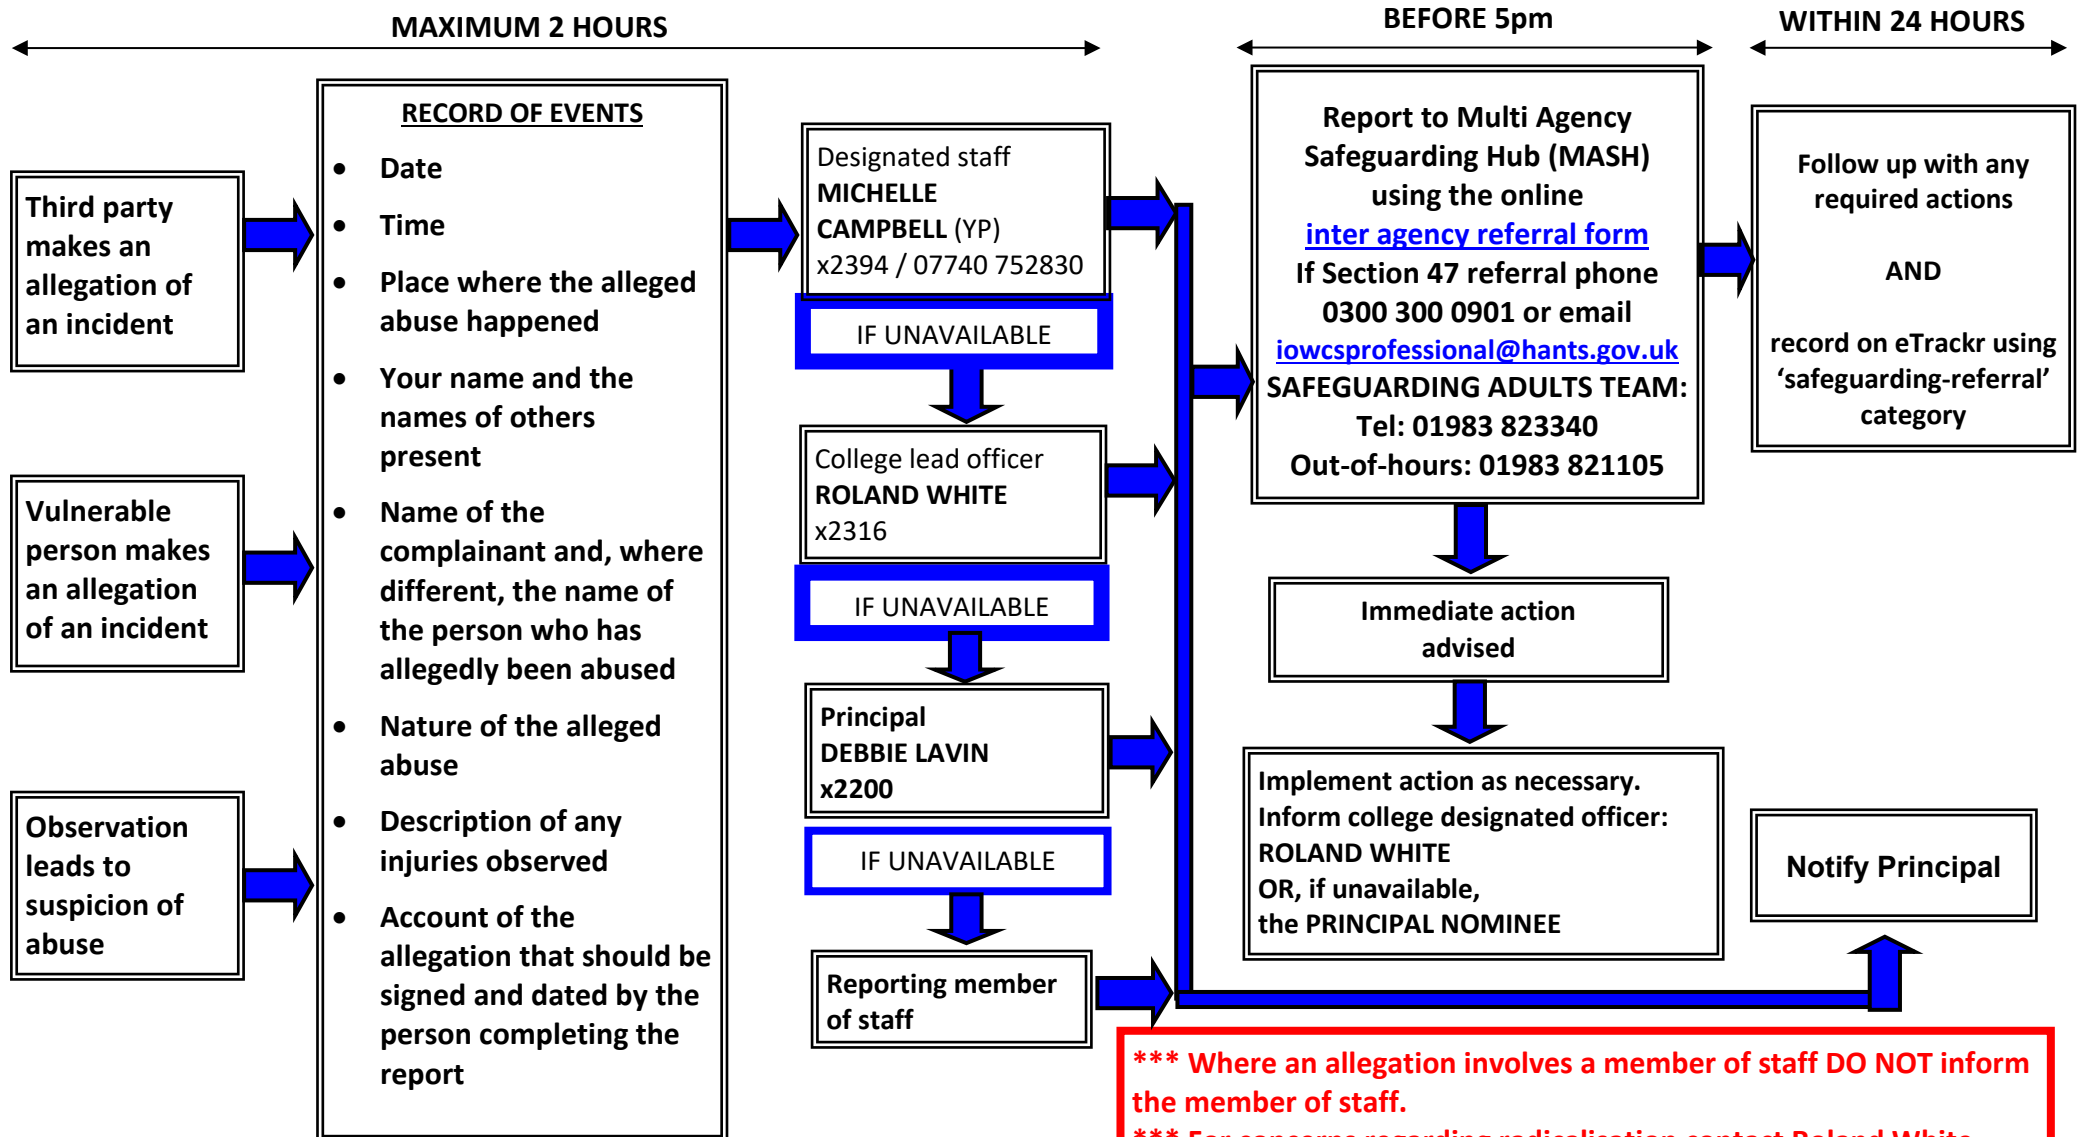 MAXIMUM 2 HOURS
BEFORE 5pm
WITHIN 24 HOURS
Third party
makes an
allegation of
an incident
Vulnerable
person makes
an allegation
of an incident
Observation
leads to
suspicion of
abuse
RECORD OF EVENTS
• Date
• Time
• Place where the alleged
abuse happened
• Your name and the
names of others
present
• Name of the
complainant and, where
different, the name of
the person who has
allegedly been abused
• Nature of the alleged
abuse
• Description of any
injuries observed
• Account of the
allegation that should be
signed and dated by the
person completing the
report
Designated staff
MICHELLE
CAMPBELL (YP)
x2394 / 07740 752830
IF UNAVAILABLE
College lead officer
ROLAND WHITE
x2316
IF UNAVAILABLE
Principal
DEBBIE LAVIN
x2200
IF UNAVAILABLE
Reporting member
of staff
Report to Multi Agency
Safeguarding Hub (MASH)
using the online
inter agency referral form
If Section 47 referral phone
0300 300 0901 or email
iowcsprofessional@hants.gov.uk
SAFEGUARDING ADULTS TEAM:
Tel: 01983 823340
Out-of-hours: 01983 821105
Immediate action
advised
Implement action as necessary.
Inform college designated officer:
ROLAND WHITE
OR, if unavailable,
the PRINCIPAL NOMINEE
Follow up with any
required actions
AND
record on eTrackr using
‘safeguarding-referral’
category
Notify Principal
*** Where an allegation involves a member of staff DO NOT inform
the member of staff.
*** For concerns regarding radicalisation contact Roland White